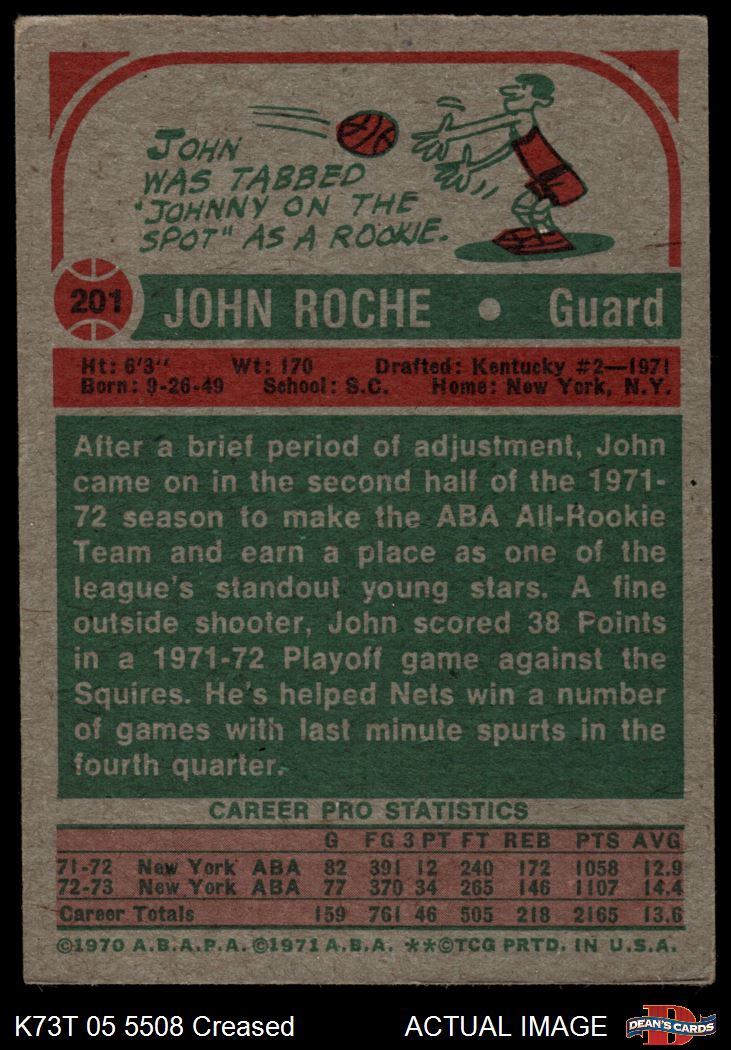 JOHN
WAS TABBED
"JOHNNY ON THE
SPOT" AS A ROOKIE.
201 JOHN ROCHE • Guard
Ht: 6'3" Wt: 170 Drafted: Kentucky #2—1971
Born: 9-26-49 School: S.C. Home: New York, N.Y.
After a brief period of adjustment, John
came on in the second half of the 1971-
72 season to make the ABA All-Rookie
Team and earn a place as one of the
league's standout young stars. A fine
outside shooter, John scored 38 Points
in a 1971-72 Playoff game against the
Squires. He's helped Nets win a number
of games with last minute spurts in the
fourth quarter.
CAREER PRO STATISTICS
G FG 3 PT FT REB PTS AVG
71-72 New York ABA 82 391 12 240 172 1058 12.9
72-73 New York ABA 77 370 34 265 146 1107 14.4
Career Totals 159 761 46 505 218 2165 13.6
©1970 A.B.A.P.A. ©1971 A.B.A. **©TCG PRTD. IN U.S.A.
K73T 05 5508 Creased ACTUAL IMAGE DEAN'S CARDS